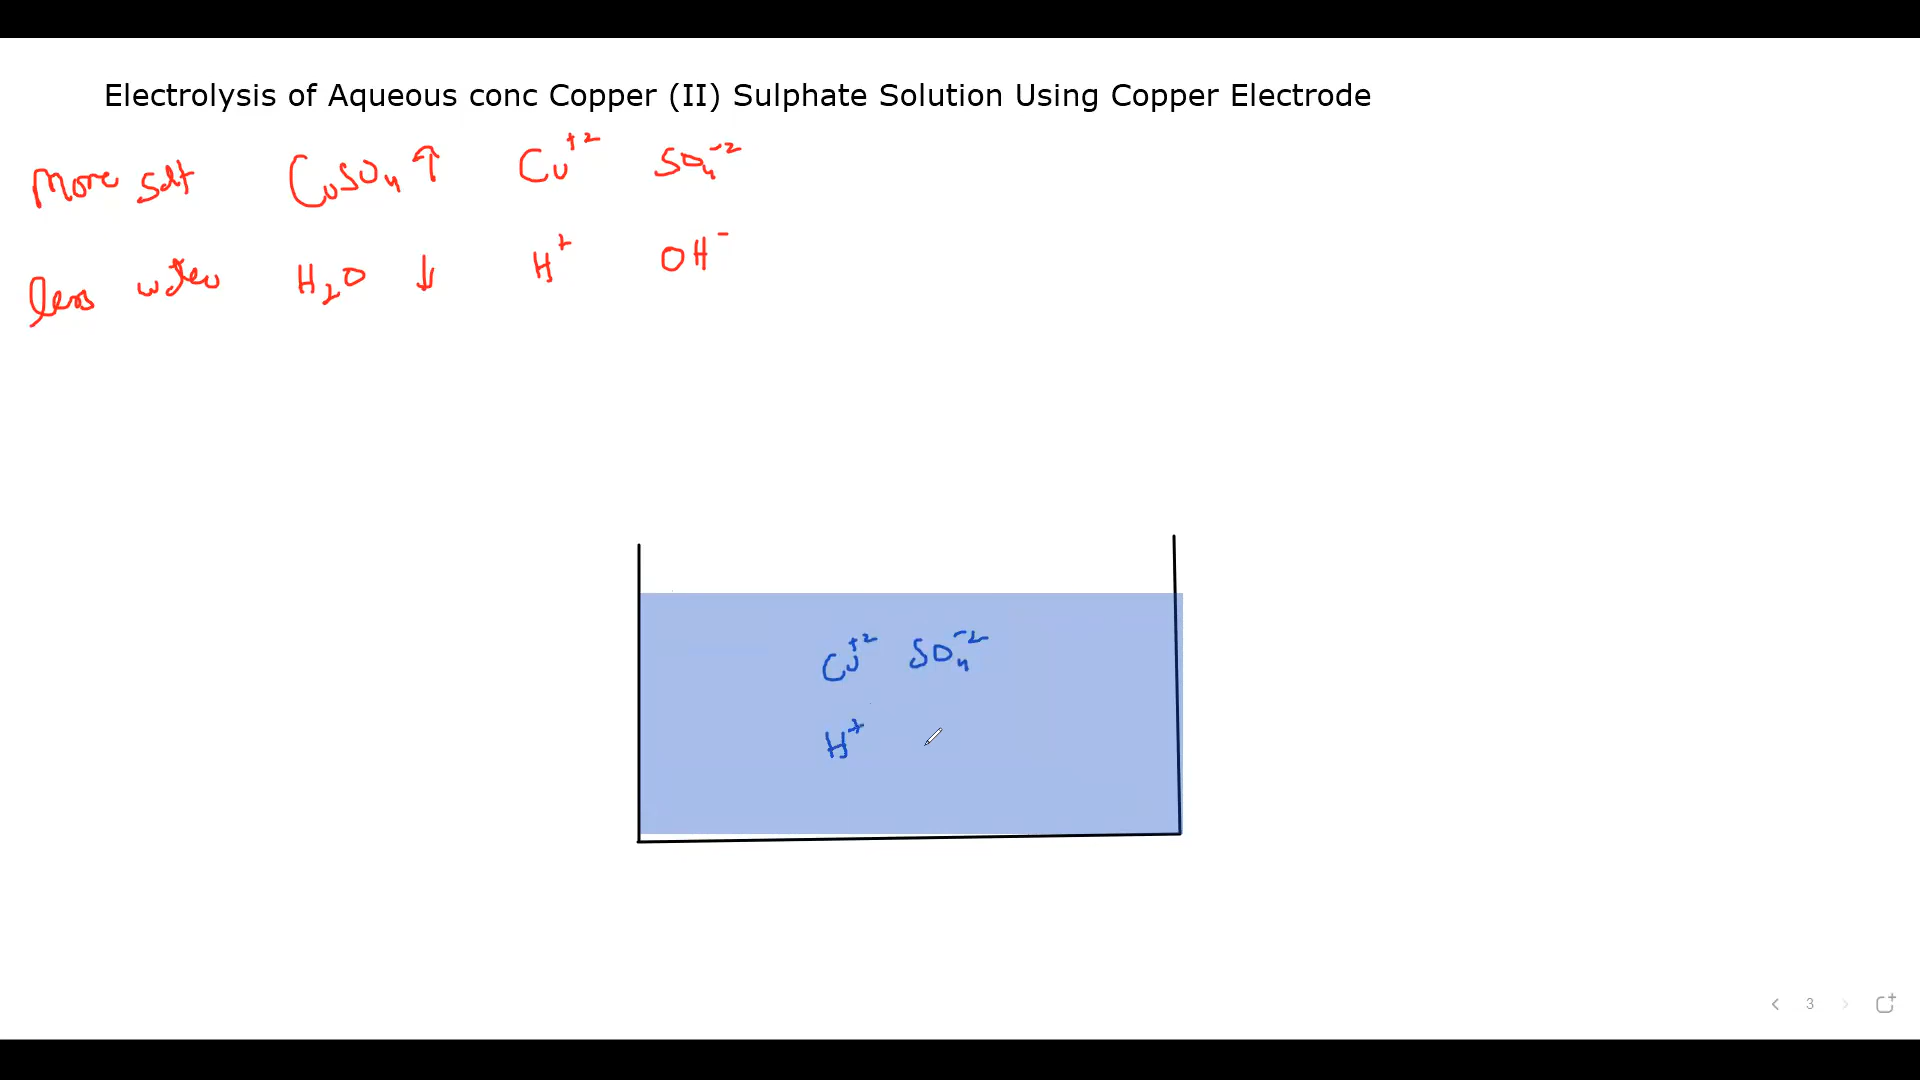 Electrolysis of Aqueous conc Copper (II) Sulphate Solution Using Copper Electrode
More salt CuSO₄ ↑ Cu⁺² SO₄⁻²
less water H₂O ↓ H⁺ OH⁻
Cu⁺² SO₄⁻²
H⁺
3